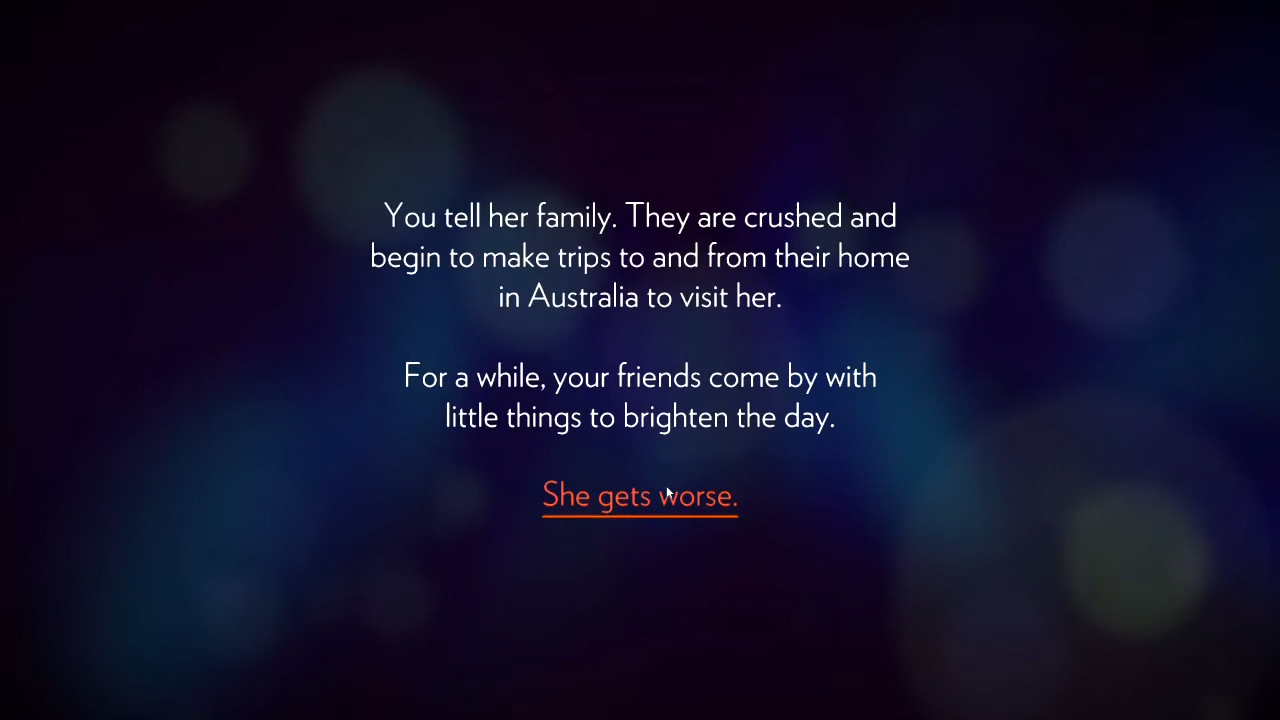 You tell her family. They are crushed and
begin to make trips to and from their home
in Australia to visit her.
For a while, your friends come by with
little things to brighten the day.
She gets worse.